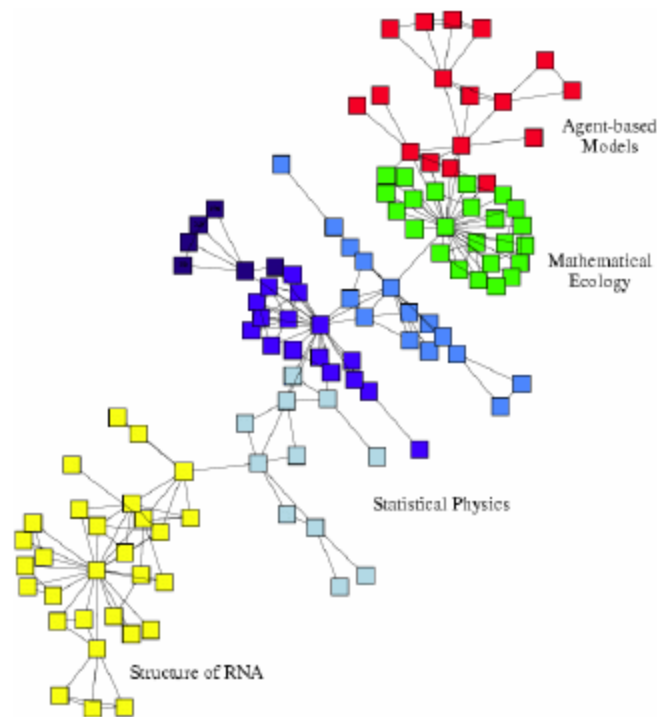 Agent-based
Models
Mathematical
Ecology
Statistical Physics
Structure of RNA